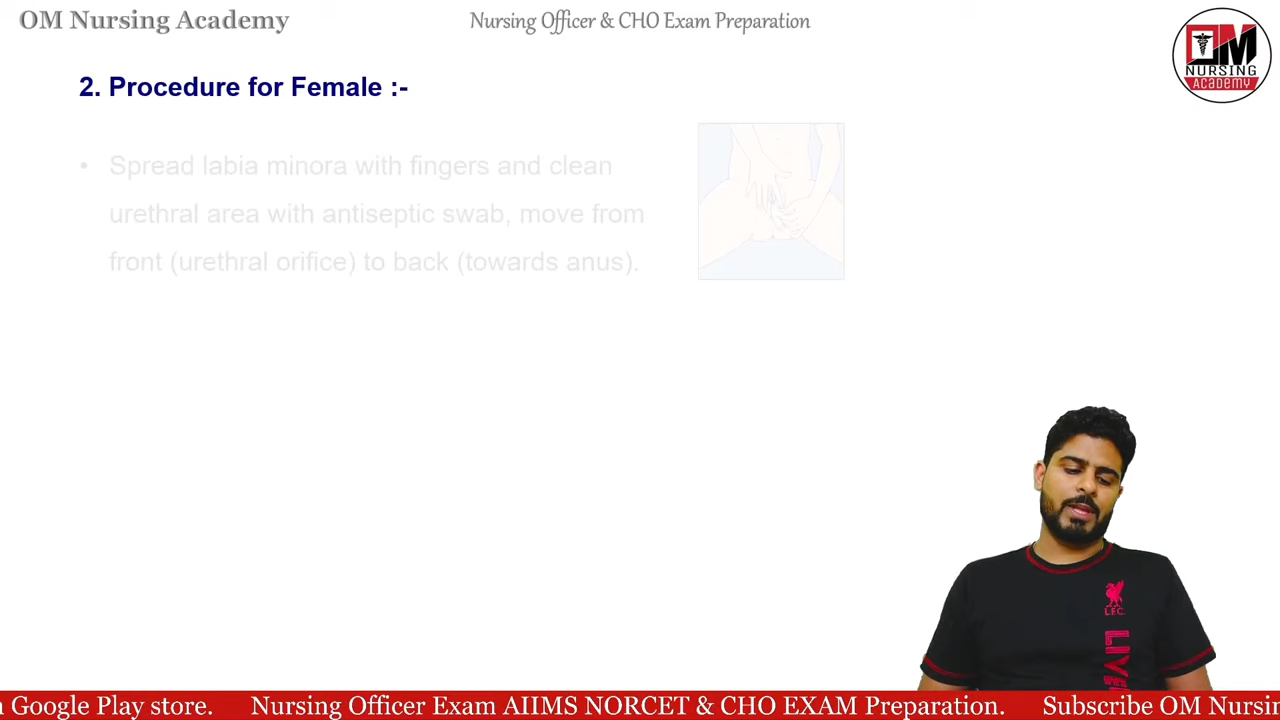 OM Nursing Academy
Nursing Officer & CHO Exam Preparation
OM
NURSING
ACADEMY
2. Procedure for Female :-
• Spread labia minora with fingers and clean
urethral area with antiseptic swab, move from
front (urethral orifice) to back (towards anus).
L.F.C.
LIV
n Google Play store. Nursing Officer Exam AIIMS NORCET & CHO EXAM Preparation. Subscribe OM Nursin